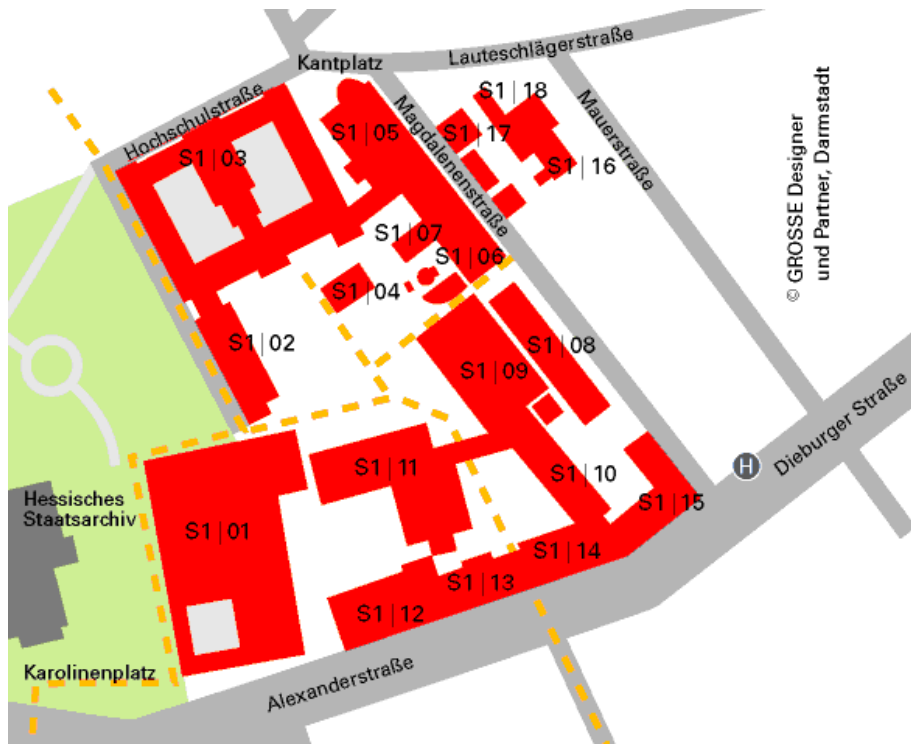 Lauteschlägerstraße
Kantplatz
Hochschulstraße
S1|18
S1|05
S1|17
Magdalenenstraße
Mauerstraße
S1|03
S1|16
S1|07
S1|06
S1|04
S1|02
S1|08
S1|09
© GROSSE Designer
und Partner, Darmstadt
Dieburger Straße
H
S1|11
S1|10
Hessisches
Staatsarchiv
S1|15
S1|01
S1|14
S1|13
S1|12
Karolinenplatz
Alexanderstraße